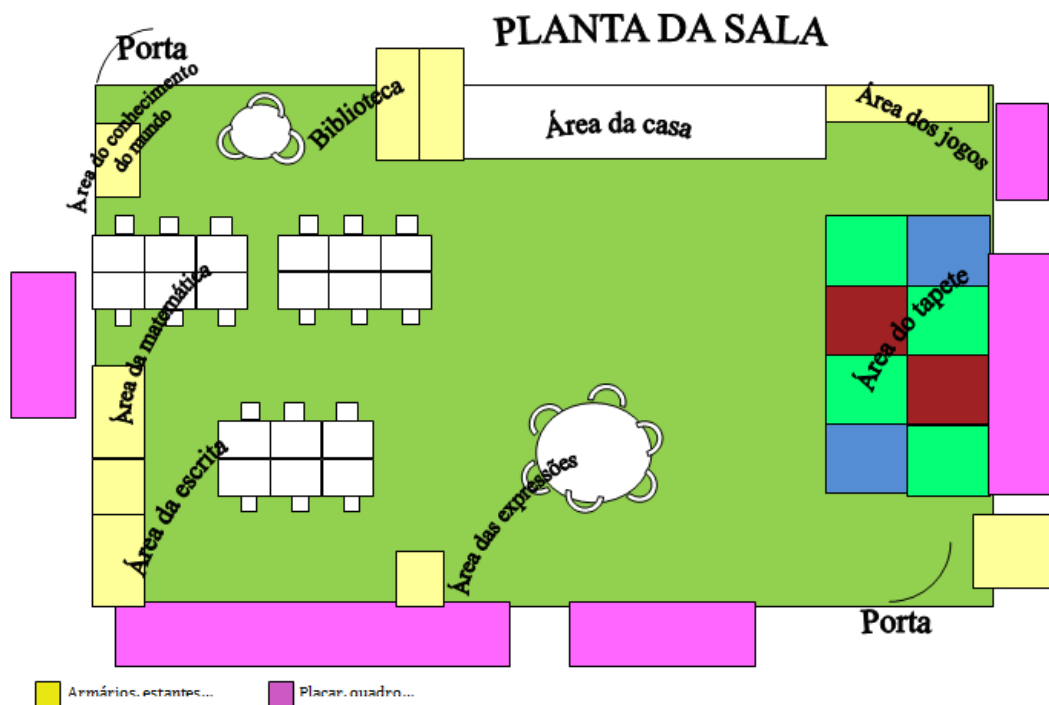 PLANTA DA SALA
Porta
Área do conhecimento
do mundo
Biblioteca
Área da casa
Área dos jogos
Área da matemática
Área do tapete
Área da escrita
Área das expressões
Porta
Armários, estantes...
Placar, quadro...